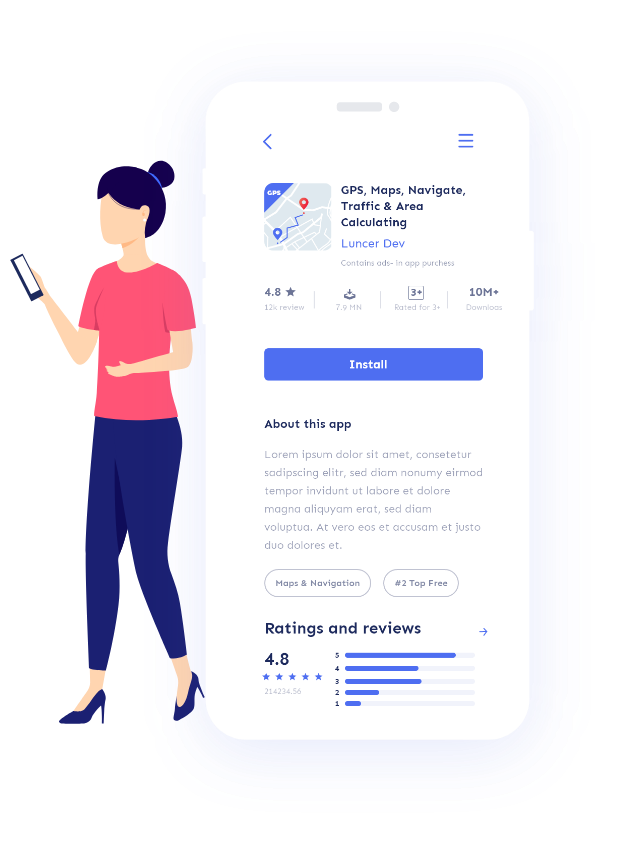 GPS
GPS, Maps, Navigate,
Traffic & Area
Calculating
Luncer Dev
Contains ads- in app purchess
4.8 ★
3+
10M+
12k review
7.9 MN
Rated for 3+
Downloas
Install
About this app
Lorem ipsum dolor sit amet, consetetur
sadipscing elitr, sed diam nonumy eirmod
tempor invidunt ut labore et dolore
magna aliquyam erat, sed diam
voluptua. At vero eos et accusam et justo
duo dolores et.
Maps & Navigation
#2 Top Free
Ratings and reviews
4.8
214234.56
5
4
3
2
1